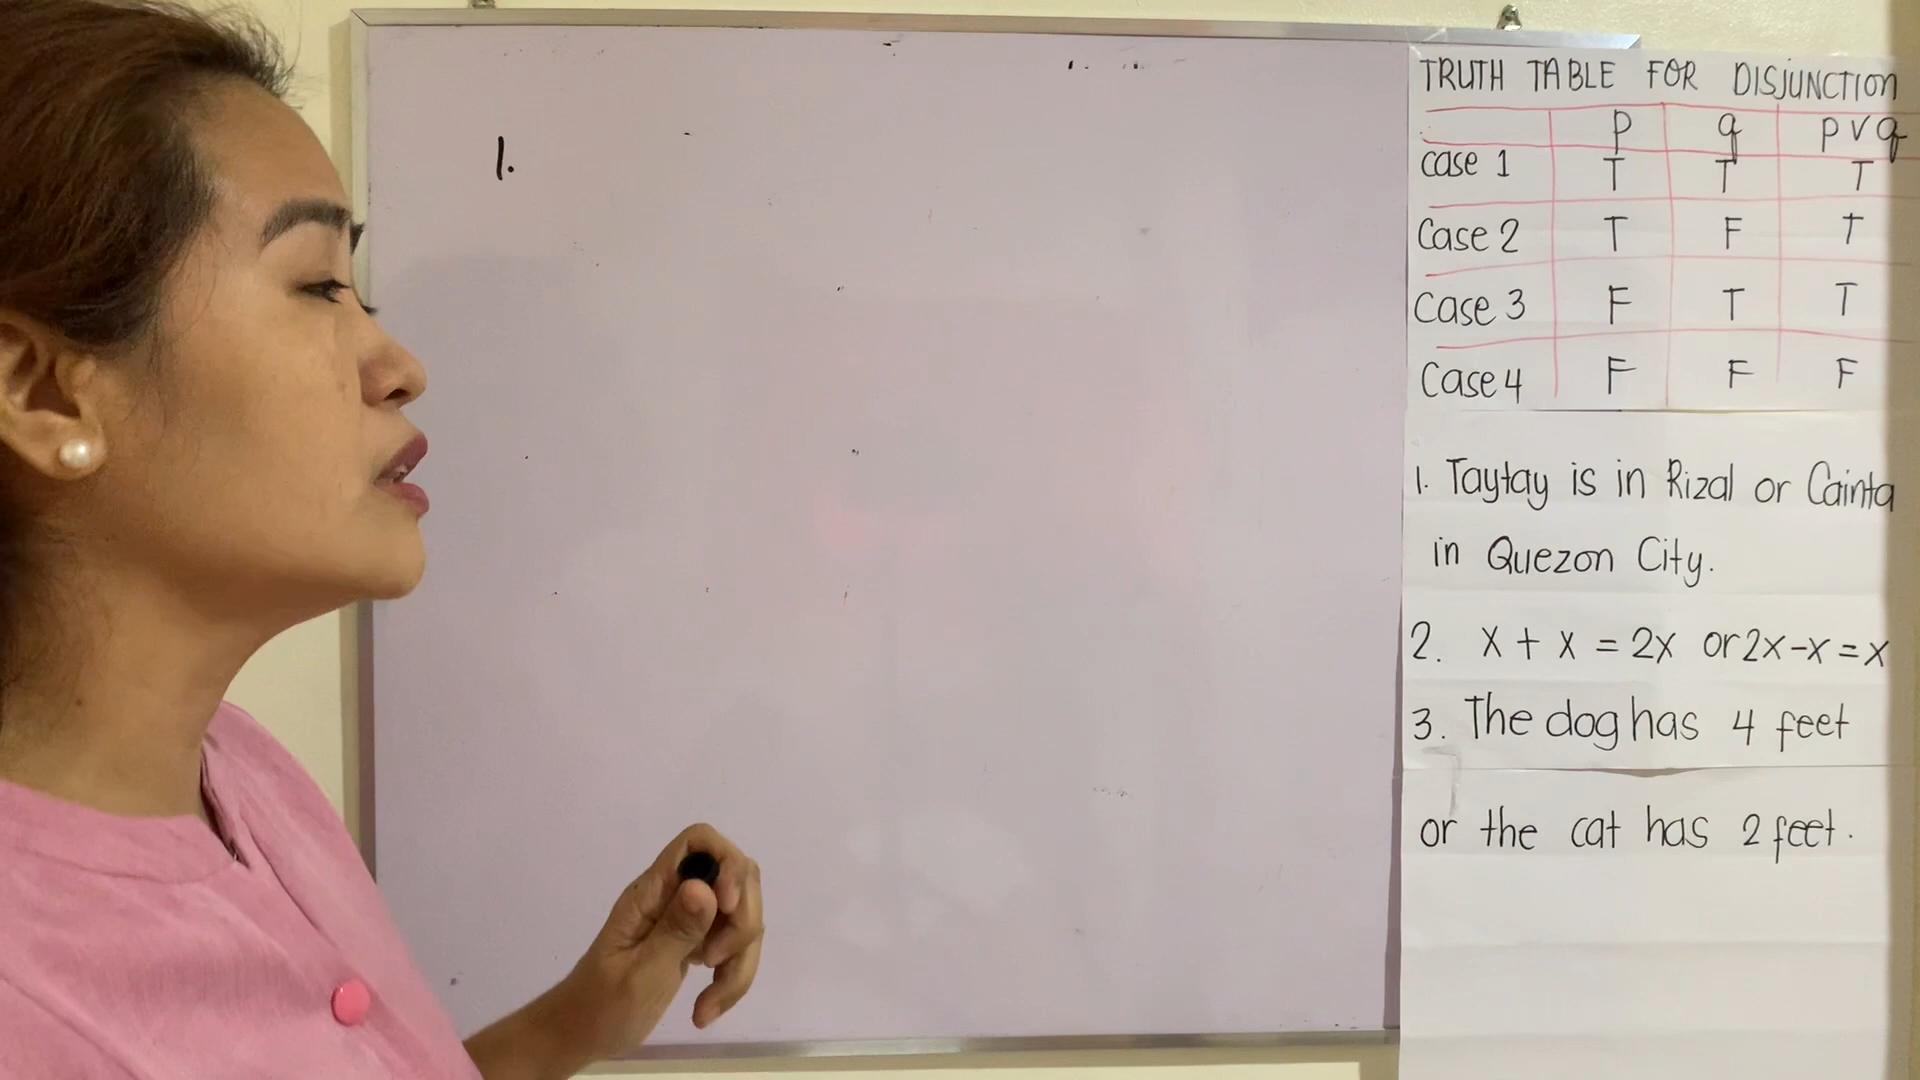 1.
TRUTH TABLE FOR DISJUNCTION
p q p v q
case 1 T T T
Case 2 T F T
Case 3 F T T
Case 4 F F F
1. Taytay is in Rizal or Cainta
in Quezon City.
2. x + x = 2x or 2x-x = x
3. The dog has 4 feet
or the cat has 2 feet.